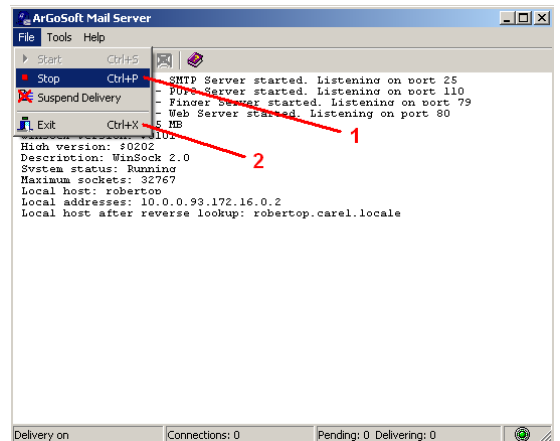 ArGoSoft Mail Server
File Tools Help
Start Ctrl+S
Stop Ctrl+P
Suspend Delivery
Exit Ctrl+X
- SMTP Server started. Listening on port 25
- POP3 Server started. Listening on port 110
- Finger Server started. Listening on port 79
- Web Server started. Listening on port 80
5 MB
High version: $0202
Description: WinSock 2.0
System status: Running
Maximum sockets: 32767
Local host: robertop
Local addresses: 10.0.0.93.172.16.0.2
Local host after reverse lookup: robertop.carel.locale
1
2
Delivery on Connections: 0 Pending: 0 Delivering: 0